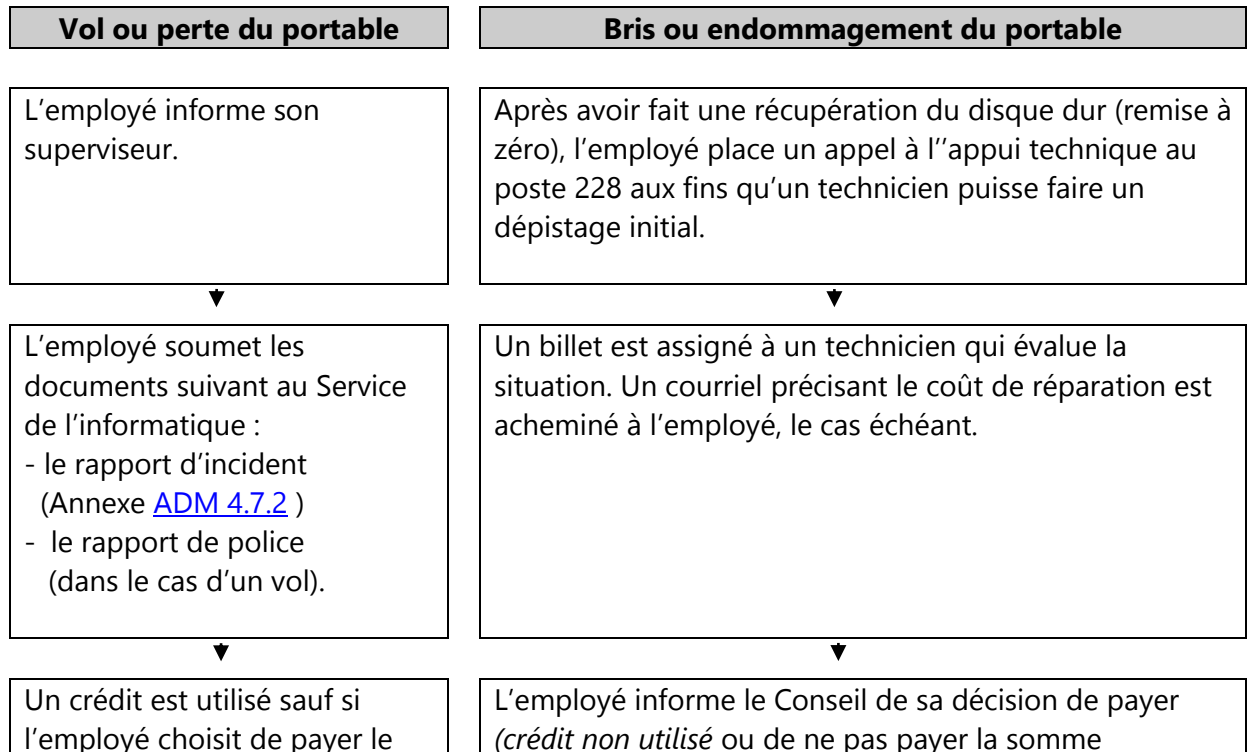 Vol ou perte du portable
Bris ou endommagement du portable
L’employé informe son
superviseur.
Après avoir fait une récupération du disque dur (remise à
zéro), l’employé place un appel à l’’appui technique au
poste 228 aux fins qu’un technicien puisse faire un
dépistage initial.
L’employé soumet les
documents suivant au Service
de l’informatique :
- le rapport d’incident
(Annexe ADM 4.7.2 )
- le rapport de police
(dans le cas d’un vol).
Un billet est assigné à un technicien qui évalue la
situation. Un courriel précisant le coût de réparation est
acheminé à l’employé, le cas échéant.
Un crédit est utilisé sauf si
l’employé choisit de payer le
L’employé informe le Conseil de sa décision de payer
(crédit non utilisé ou de ne pas payer la somme